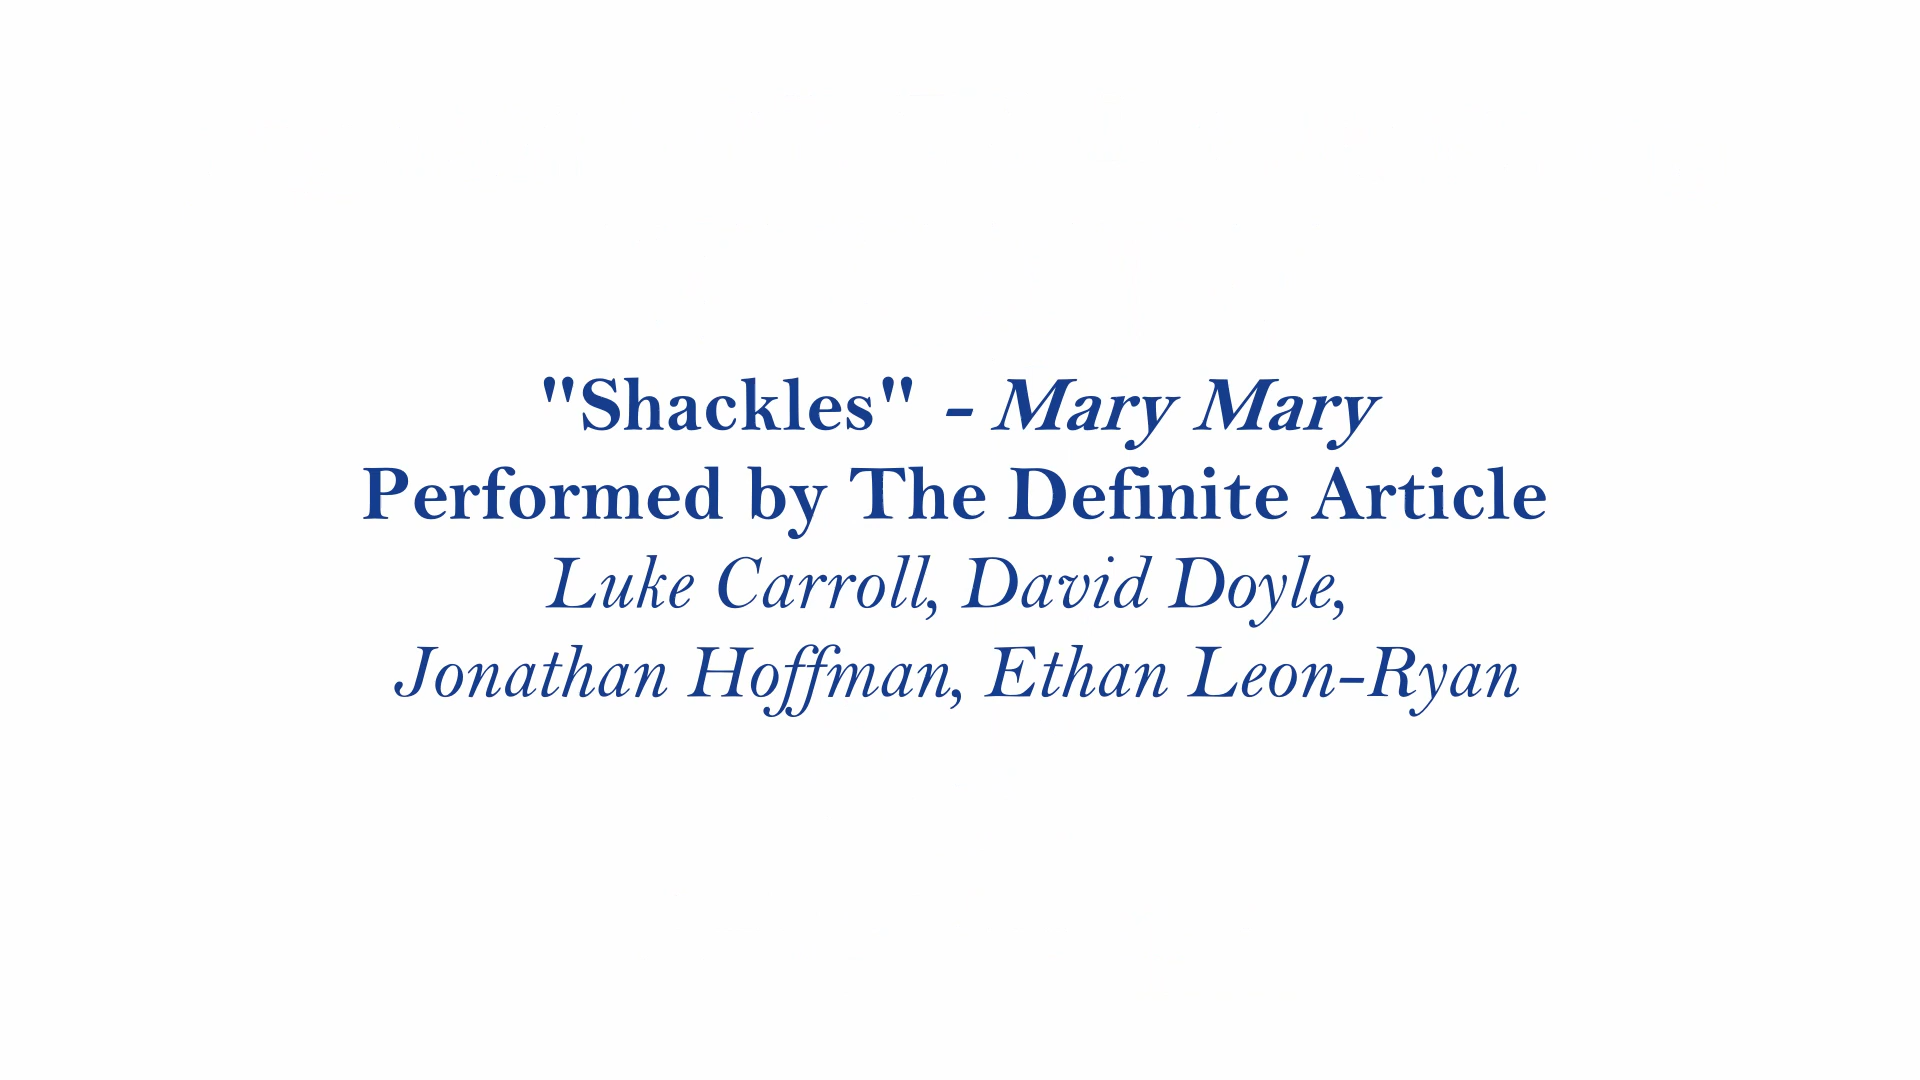 "Shackles" - Mary Mary
Performed by The Definite Article
Luke Carroll, David Doyle,
Jonathan Hoffman, Ethan Leon-Ryan